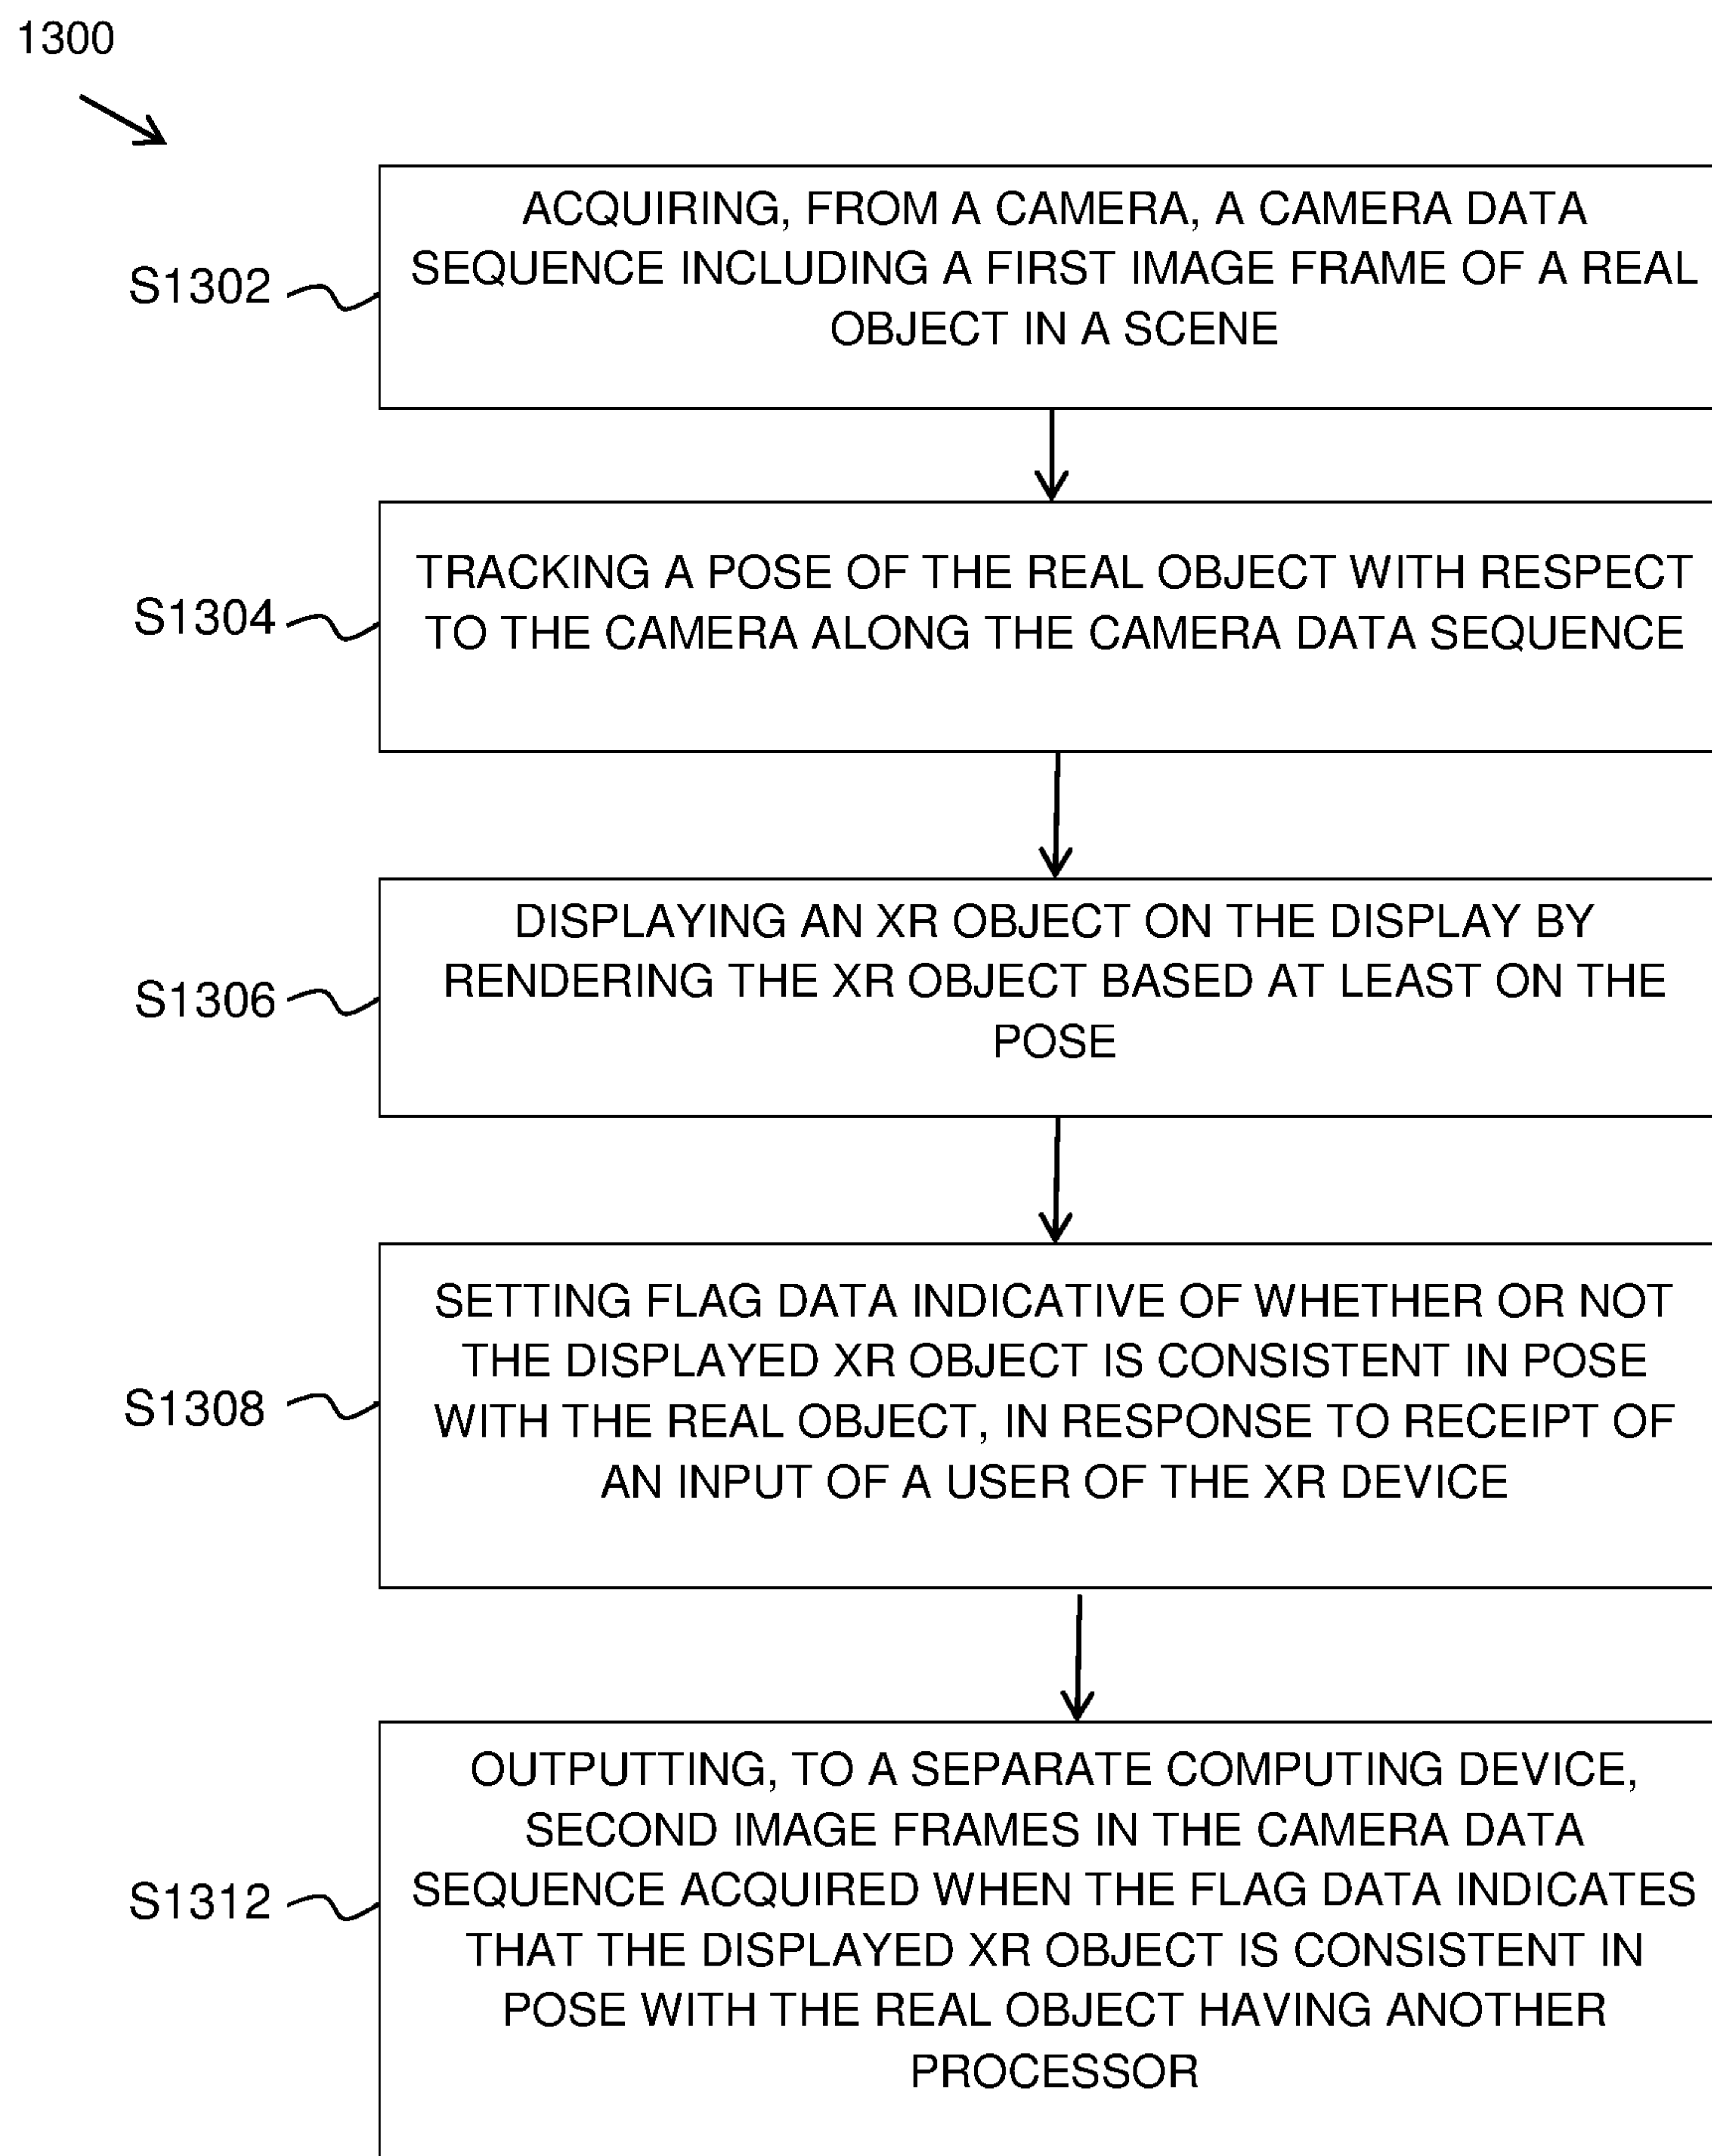 1300
S1302
ACQUIRING, FROM A CAMERA, A CAMERA DATA
SEQUENCE INCLUDING A FIRST IMAGE FRAME OF A REAL
OBJECT IN A SCENE
S1304
TRACKING A POSE OF THE REAL OBJECT WITH RESPECT
TO THE CAMERA ALONG THE CAMERA DATA SEQUENCE
S1306
DISPLAYING AN XR OBJECT ON THE DISPLAY BY
RENDERING THE XR OBJECT BASED AT LEAST ON THE
POSE
S1308
SETTING FLAG DATA INDICATIVE OF WHETHER OR NOT
THE DISPLAYED XR OBJECT IS CONSISTENT IN POSE
WITH THE REAL OBJECT, IN RESPONSE TO RECEIPT OF
AN INPUT OF A USER OF THE XR DEVICE
S1312
OUTPUTTING, TO A SEPARATE COMPUTING DEVICE,
SECOND IMAGE FRAMES IN THE CAMERA DATA
SEQUENCE ACQUIRED WHEN THE FLAG DATA INDICATES
THAT THE DISPLAYED XR OBJECT IS CONSISTENT IN
POSE WITH THE REAL OBJECT HAVING ANOTHER
PROCESSOR